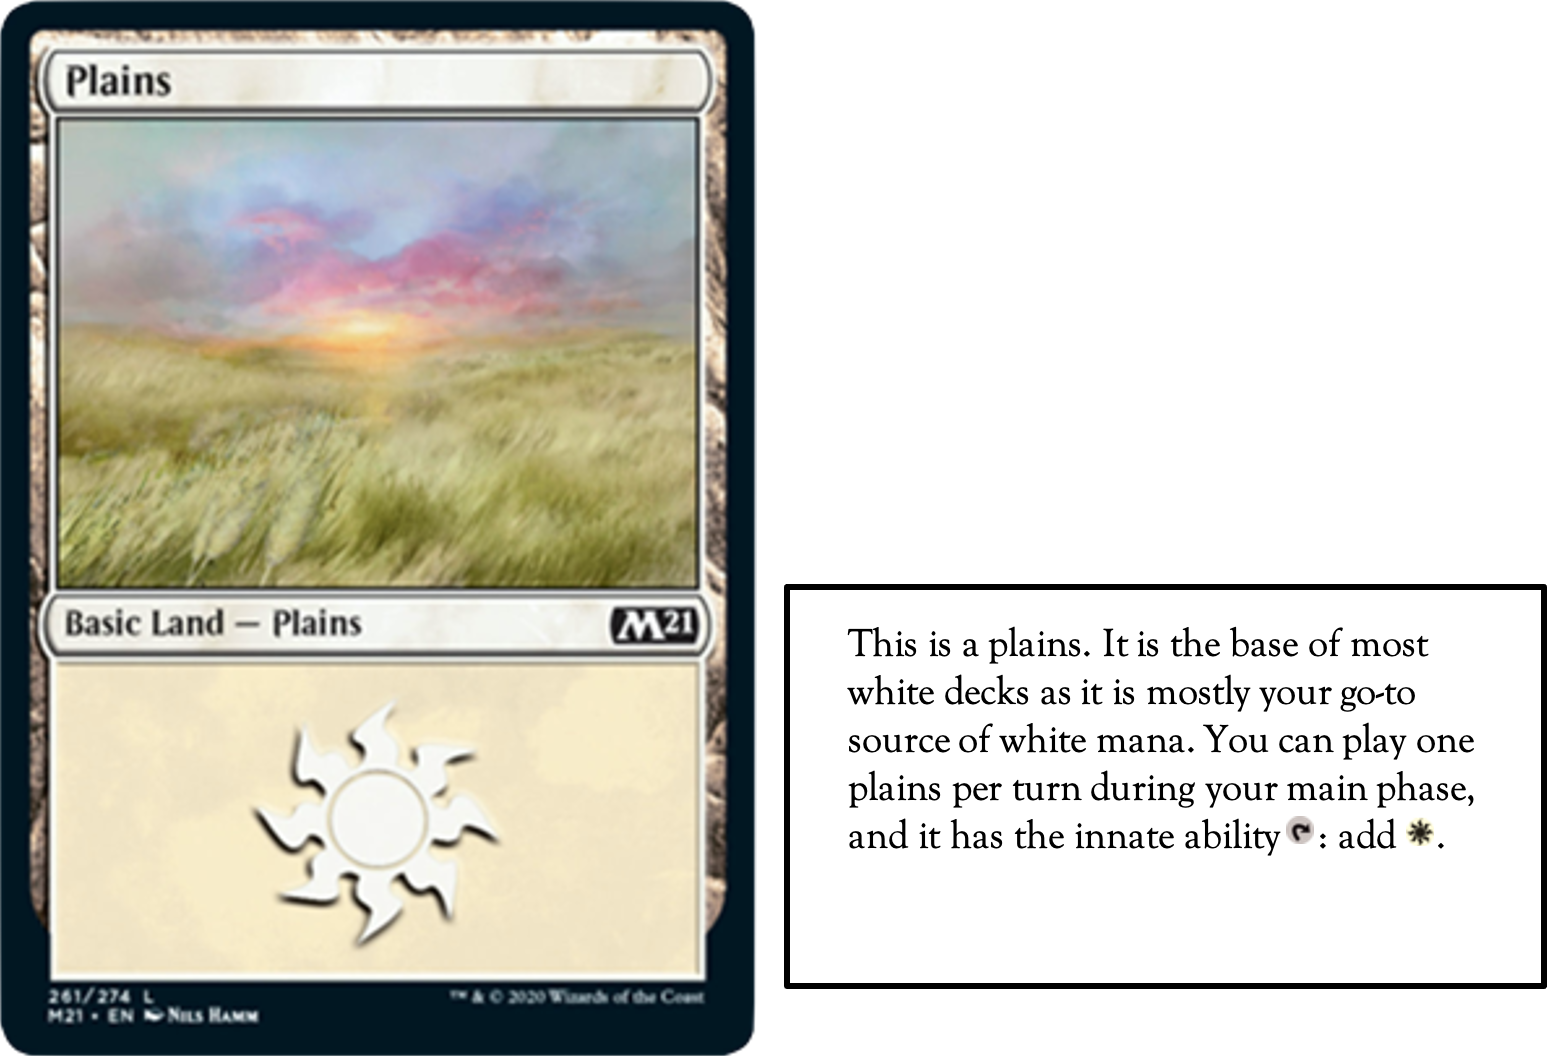 Plains
Basic Land — Plains
M21
261/274 L
M21 • EN NILS HAMM
™ & © 2020 Wizards of the Coast
This is a plains. It is the base of most
white decks as it is mostly your go-to
source of white mana. You can play one
plains per turn during your main phase,
and it has the innate ability : add .